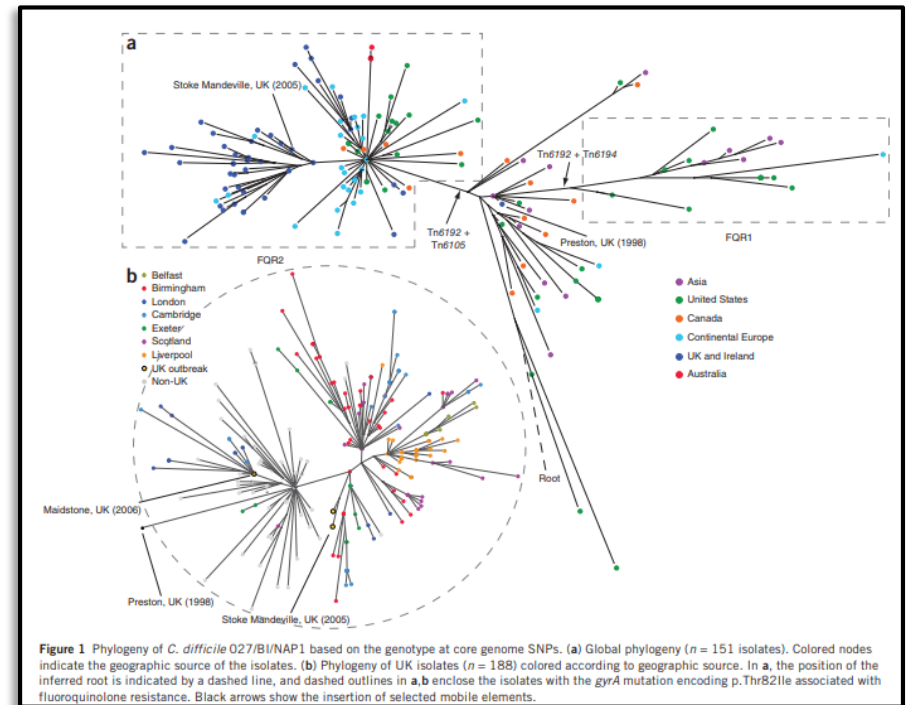 a
Stoke Mandeville, UK (2005)
Tn6192 + Tn6194
Tn6192 +
Tn6105
Preston, UK (1998)
FQR1
FQR2
b
Belfast
Birmingham
London
Cambridge
Exeter
Scotland
Liverpool
UK outbreak
Non-UK
Asia
United States
Canada
Continental Europe
UK and Ireland
Australia
Root
Maidstone, UK (2006)
Preston, UK (1998)
Stoke Mandeville, UK (2005)
Figure 1 Phylogeny of C. difficile 027/BI/NAP1 based on the genotype at core genome SNPs. (a) Global phylogeny (n = 151 isolates). Colored nodes
indicate the geographic source of the isolates. (b) Phylogeny of UK isolates (n = 188) colored according to geographic source. In a, the position of the
inferred root is indicated by a dashed line, and dashed outlines in a,b enclose the isolates with the gyrA mutation encoding p.Thr82Ile associated with
fluoroquinolone resistance. Black arrows show the insertion of selected mobile elements.